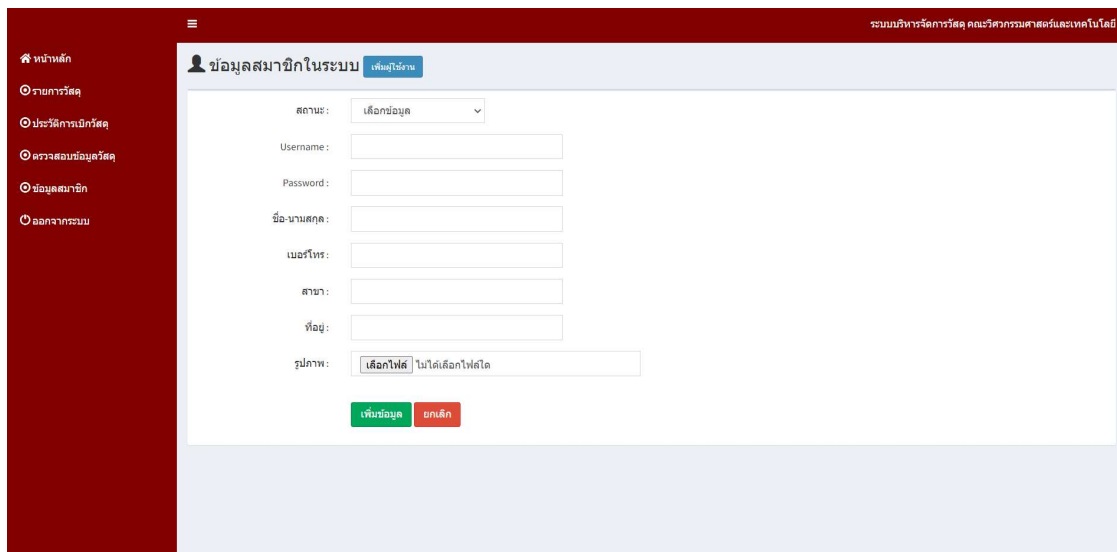 ระบบบริหารจัดการวัสดุ คณะวิศวกรรมศาสตร์และเทคโนโลยี
หน้าหลัก
รายการวัสดุ
ประวัติการเบิกวัสดุ
ตรวจสอบข้อมูลวัสดุ
ข้อมูลสมาชิก
ออกจากระบบ
ข้อมูลสมาชิกในระบบ เพิ่มผู้ใช้งาน
สถานะ : เลือกข้อมูล
Username :
Password :
ชื่อ-นามสกุล :
เบอร์โทร :
สาขา :
ที่อยู่ :
รูปภาพ : เลือกไฟล์ ไม่ได้เลือกไฟล์ใด
เพิ่มข้อมูล ยกเลิก